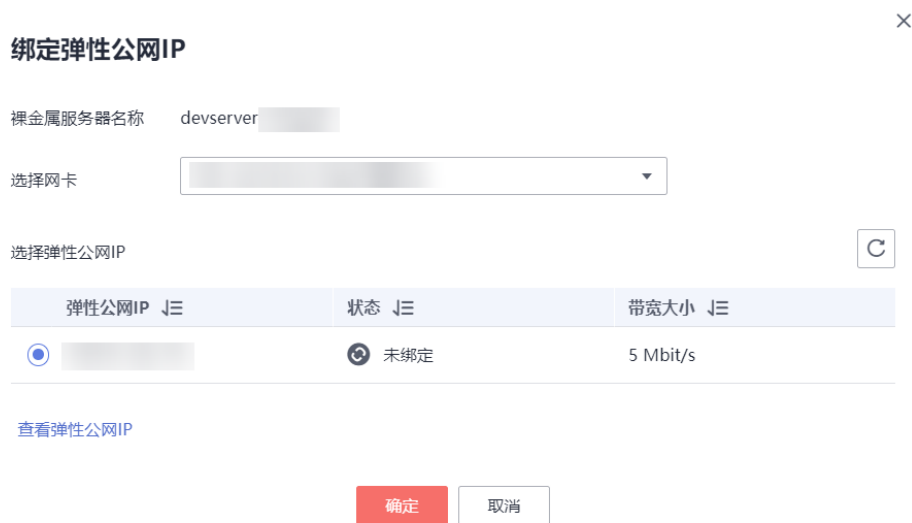 绑定弹性公网IP
裸金属服务器名称 devserver
选择网卡
选择弹性公网IP
弹性公网IP 状态 带宽大小
未绑定 5 Mbit/s
查看弹性公网IP
确定 取消